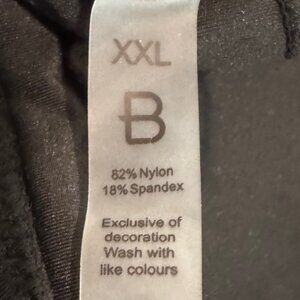 XXL
B
82% Nylon
18% Spandex
Exclusive of
decoration
Wash with
like colours